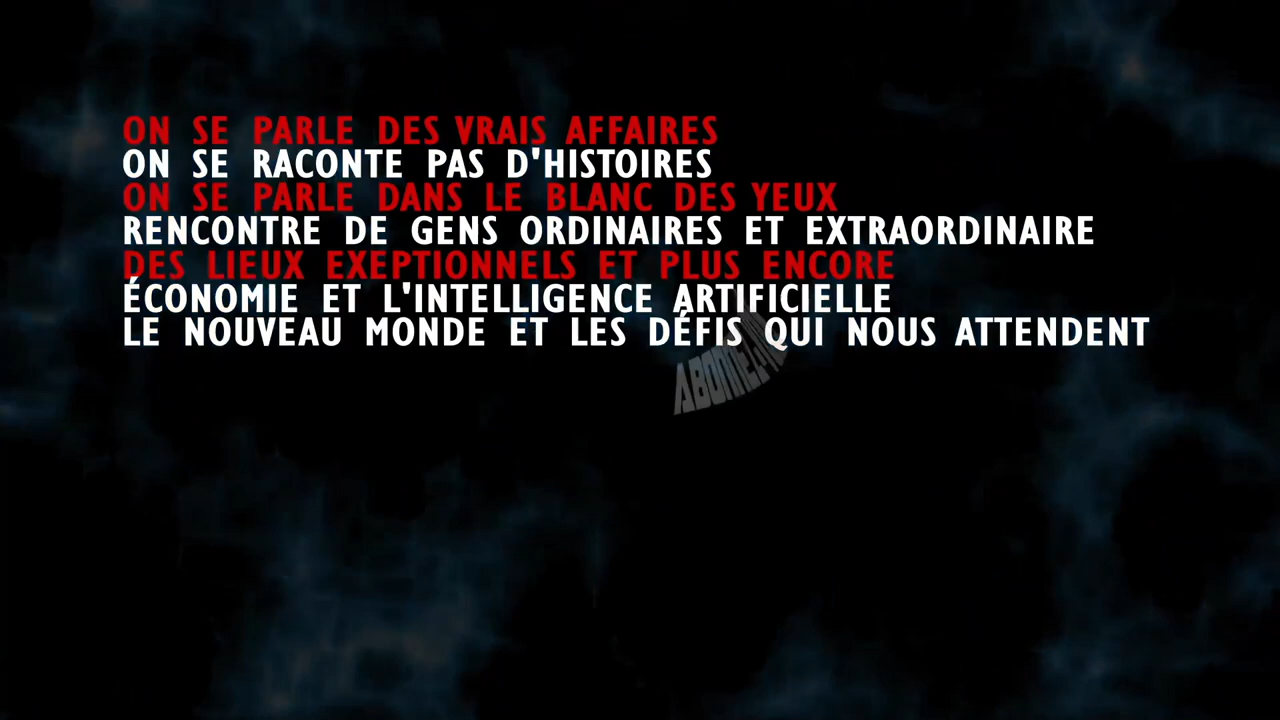 ON SE PARLE DES VRAIS AFFAIRES
ON SE RACONTE PAS D'HISTOIRES
ON SE PARLE DANS LE BLANC DES YEUX
RENCONTRE DE GENS ORDINAIRES ET EXTRAORDINAIRE
DES LIEUX EXEPTIONNELS ET PLUS ENCORE
ÉCONOMIE ET L'INTELLIGENCE ARTIFICIELLE
LE NOUVEAU MONDE ET LES DÉFIS QUI NOUS ATTENDENT